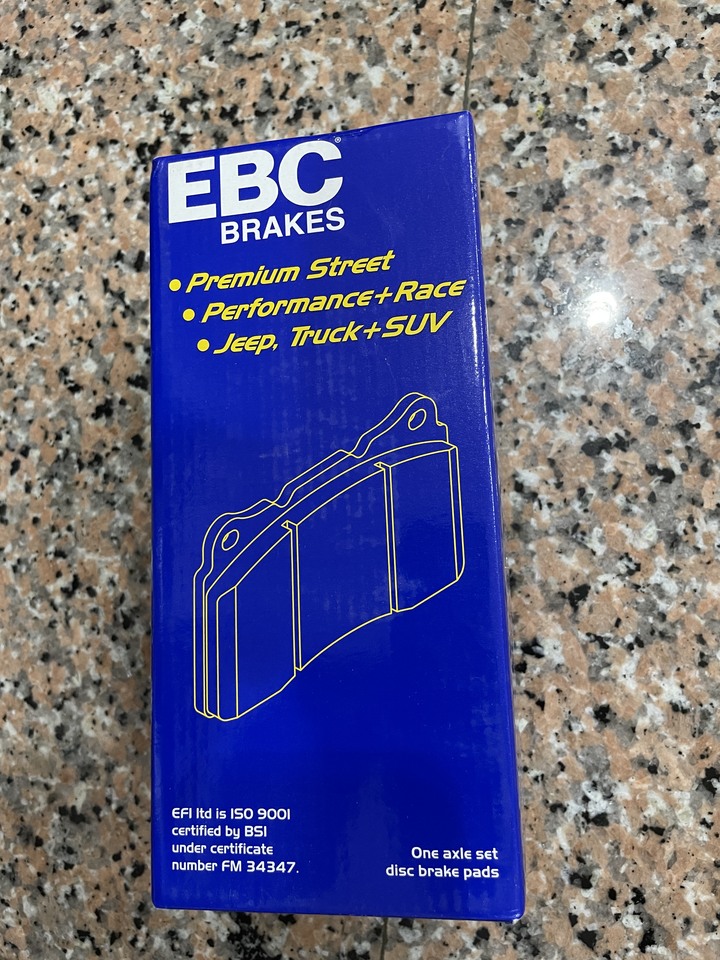 EBC®
BRAKES
• Premium Street
• Performance+Race
• Jeep, Truck+SUV
EFI ltd is ISO 9001
certified by BSI
under certificate
number FM 34347.
One axle set
disc brake pads